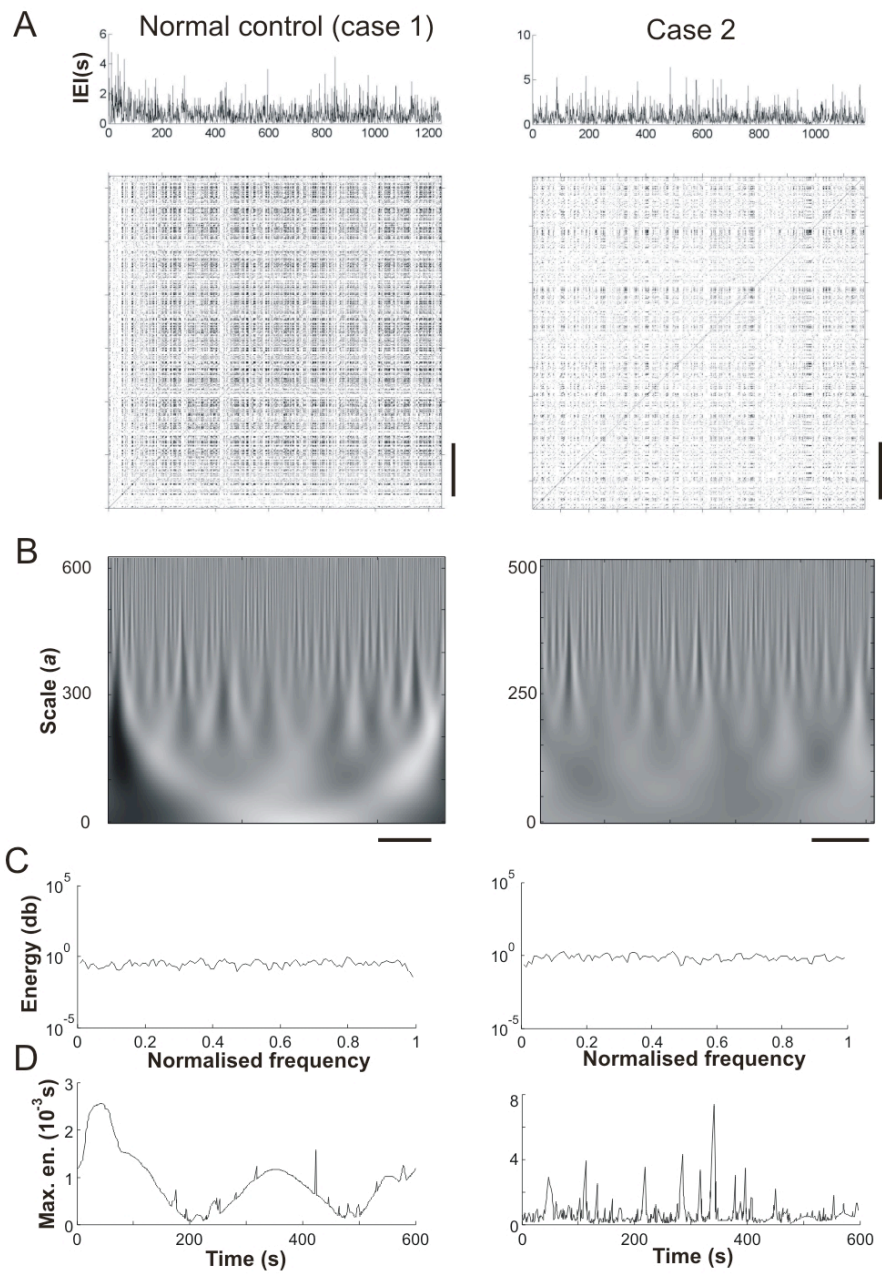 A
Normal control (case 1)
Case 2
IEI(s)
6
4
2
0
0 200 400 600 800 1000 1200
10
5
0
0 200 400 600 800 1000
B
Scale (a)
600
300
0
500
250
0
C
Energy (db)
10^5
10^0
10^-5
0 0.2 0.4 0.6 0.8 1
Normalised frequency
10^5
10^0
10^-5
0 0.2 0.4 0.6 0.8 1
Normalised frequency
D
Max. en. (10^-3 s)
3
2
1
0
0 200 400 600
Time (s)
8
4
0
0 200 400 600
Time (s)